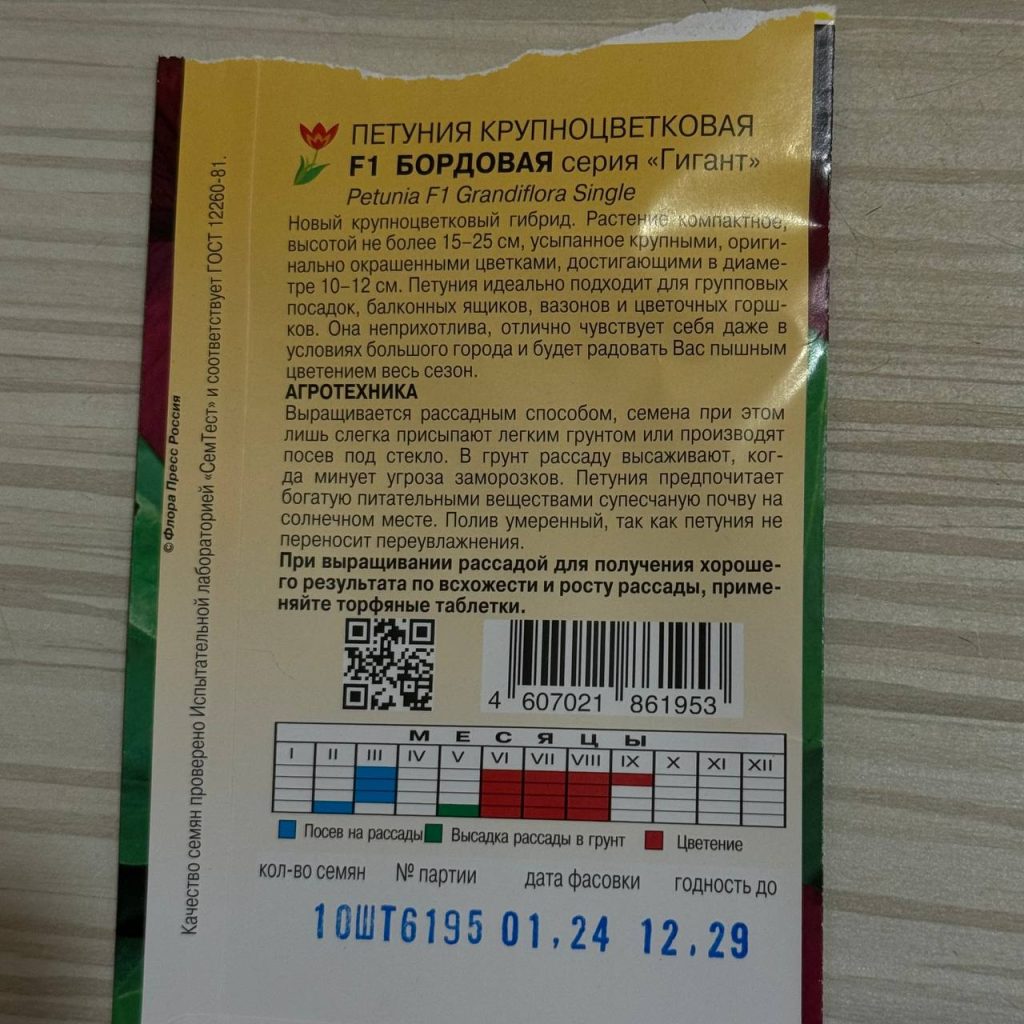 ПЕТУНИЯ КРУПНОЦВЕТКОВАЯ
F1 БОРДОВАЯ серия «Гигант»
Petunia F1 Grandiflora Single
Новый крупноцветковый гибрид. Растение компактное,
высотой не более 15–25 см, усыпанное крупными, ориги-
нально окрашенными цветками, достигающими в диаме-
тре 10–12 см. Петуния идеально подходит для групповых
посадок, балконных ящиков, вазонов и цветочных горш-
ков. Она неприхотлива, отлично чувствует себя даже в
условиях большого города и будет радовать Вас пышным
цветением весь сезон.
АГРОТЕХНИКА
Выращивается рассадным способом, семена при этом
лишь слегка присыпают легким грунтом или производят
посев под стекло. В грунт рассаду высаживают, ког-
да минует угроза заморозков. Петуния предпочитает
богатую питательными веществами супесчаную почву на
солнечном месте. Полив умеренный, так как петуния не
переносит переувлажнения.
При выращивании рассадой для получения хороше-
го результата по всхожести и росту рассады, приме-
няйте торфяные таблетки.
4 607021 861953
МЕСЯЦЫ
I II III IV V VI VII VIII IX X XI XII
Посев на рассады Высадка рассады в грунт Цветение
кол-во семян № партии дата фасовки годность до
10ШТ6195 01,24 12.29
© Флора Пресс Россия
Качество семян проверено Испытательной лабораторией «СемТест» и соответствует ГОСТ 12260-81.